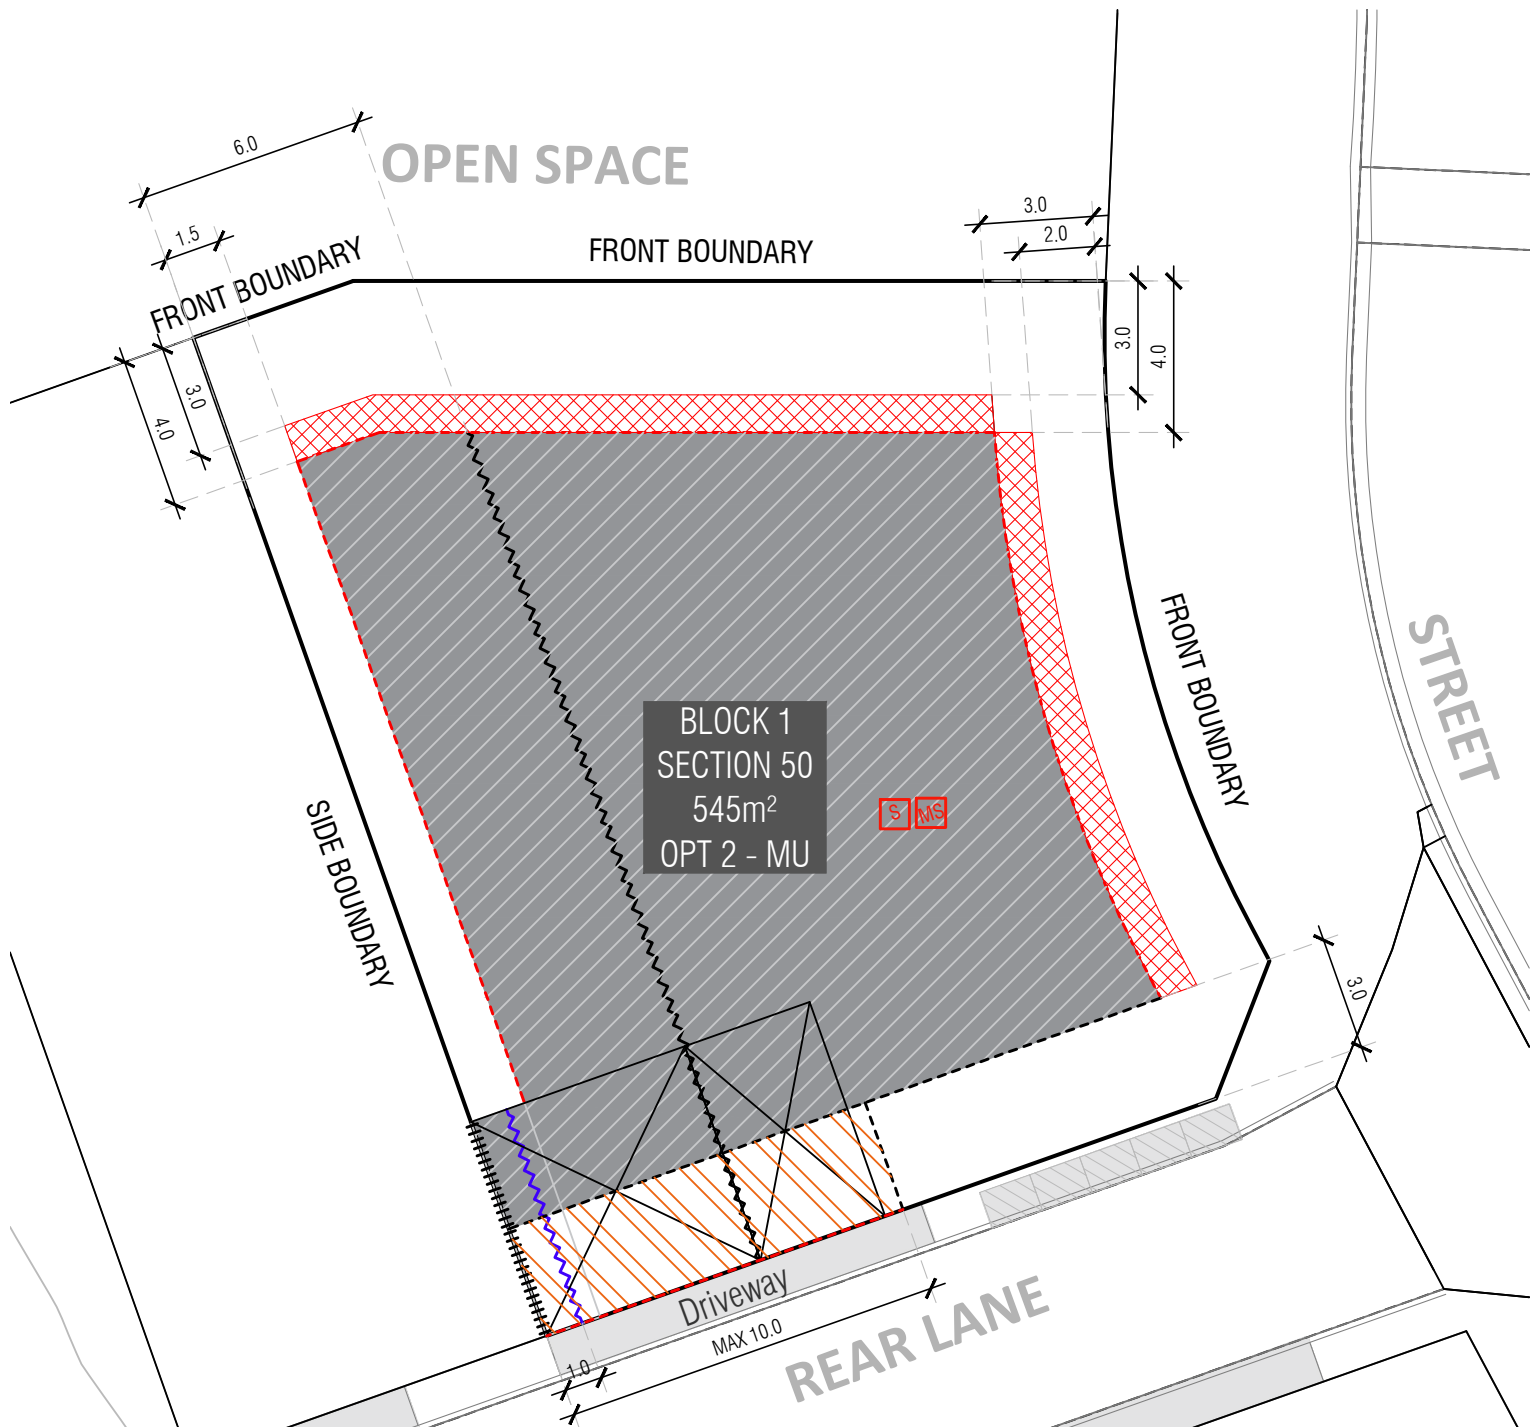 6.0
OPEN SPACE
1.5
3.0
2.0
FRONT BOUNDARY
FRONT BOUNDARY
3.0
4.0
3.0
4.0
FRONT BOUNDARY
STREET
BLOCK 1
SECTION 50
545m²
OPT 2 - MU
S
MS
SIDE BOUNDARY
3.0
Driveway
MAX 10.0
REAR LANE
1.0